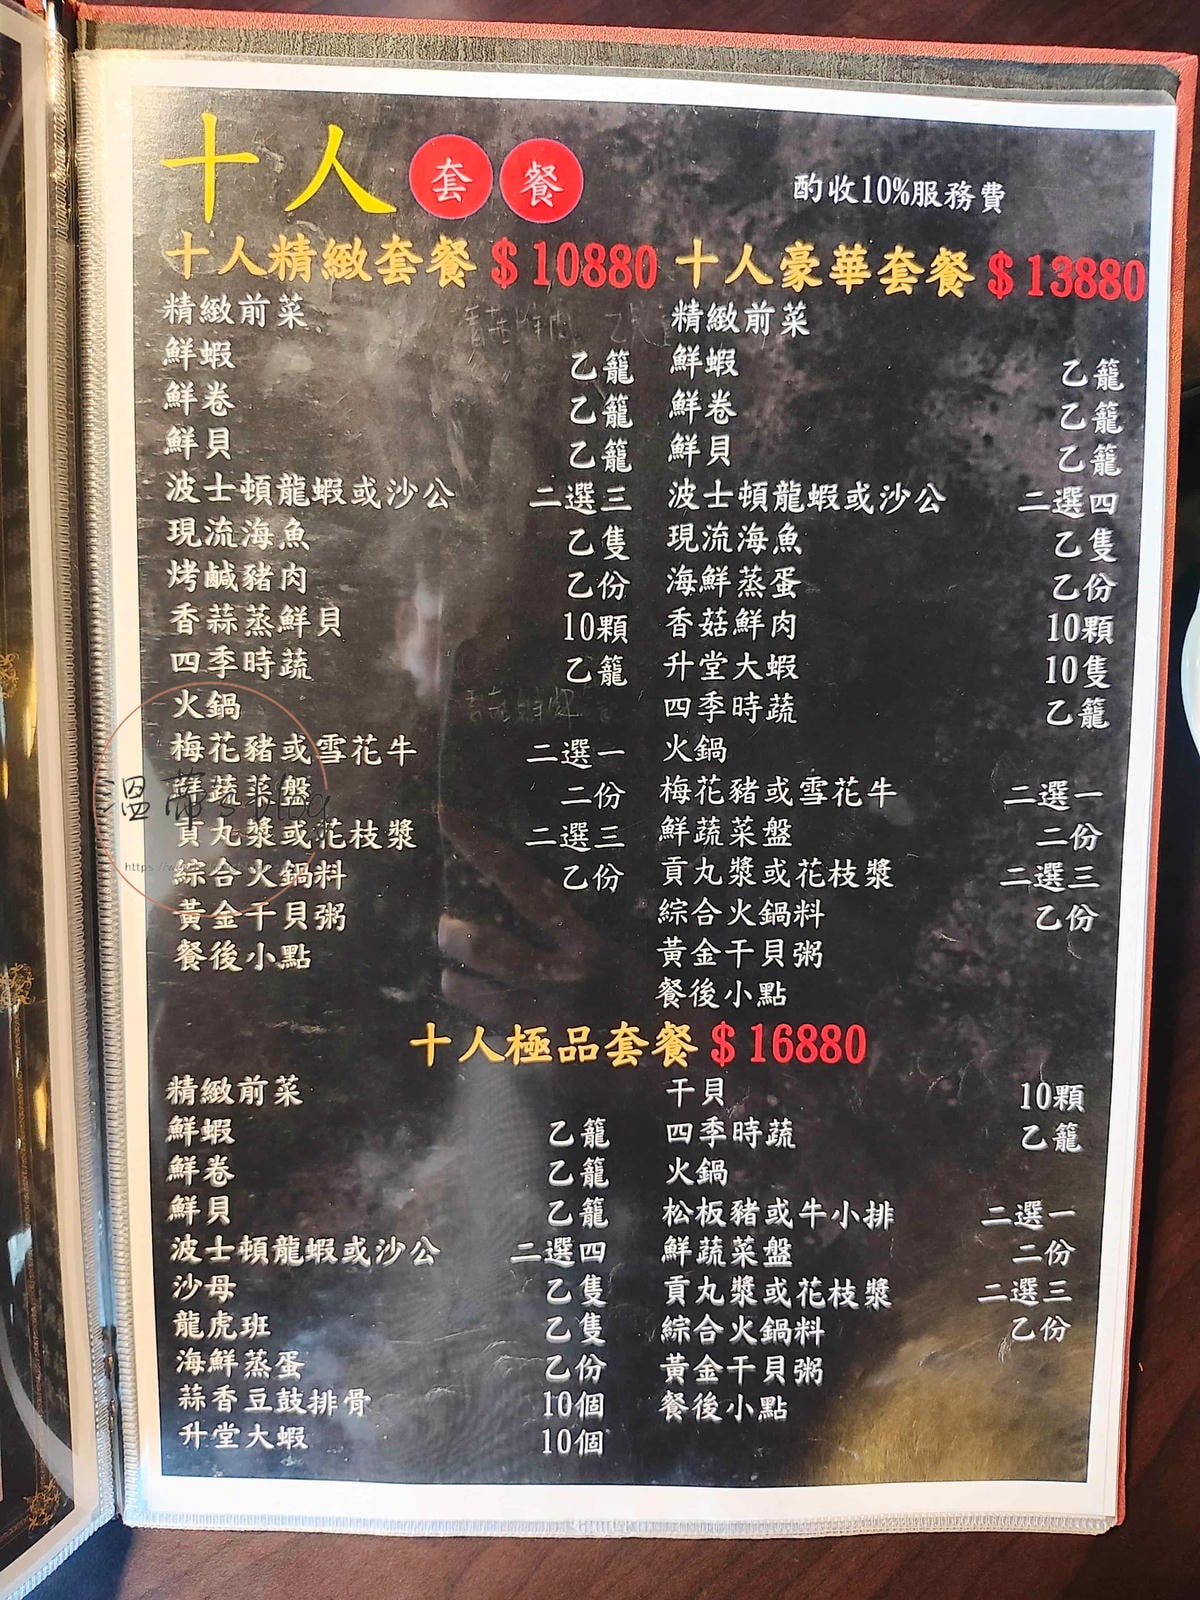 十人套餐
酌收10%服務費
十人精緻套餐 $10880
精緻前菜
鮮蝦 乙籠
鮮卷 乙籠
鮮貝 乙籠
波士頓龍蝦或沙公 二選三
現流海魚 乙隻
烤鹹豬肉 乙份
香蒜蒸鮮貝 10顆
四季時蔬 乙籠
火鍋
梅花豬或雪花牛 二選一
鮮蔬菜盤 二份
貢丸漿或花枝漿 二選三
綜合火鍋料 乙份
黃金干貝粥
餐後小點
十人豪華套餐 $13880
精緻前菜
鮮蝦 乙籠
鮮卷 乙籠
鮮貝 乙籠
波士頓龍蝦或沙公 二選四
現流海魚 乙隻
海鮮蒸蛋 乙份
香菇鮮肉 10顆
升堂大蝦 10隻
四季時蔬 乙籠
火鍋
梅花豬或雪花牛 二選一
鮮蔬菜盤 二份
貢丸漿或花枝漿 二選三
綜合火鍋料 乙份
黃金干貝粥
餐後小點
十人極品套餐 $16880
精緻前菜
鮮蝦 乙籠
鮮卷 乙籠
鮮貝 乙籠
波士頓龍蝦或沙公 二選四
沙母 乙隻
龍虎班 乙隻
海鮮蒸蛋 乙份
蒜香豆鼓排骨 10個
升堂大蝦 10個
干貝 10顆
四季時蔬 乙籠
火鍋
松板豬或牛小排 二選一
鮮蔬菜盤 二份
貢丸漿或花枝漿 二選三
綜合火鍋料 乙份
黃金干貝粥
餐後小點